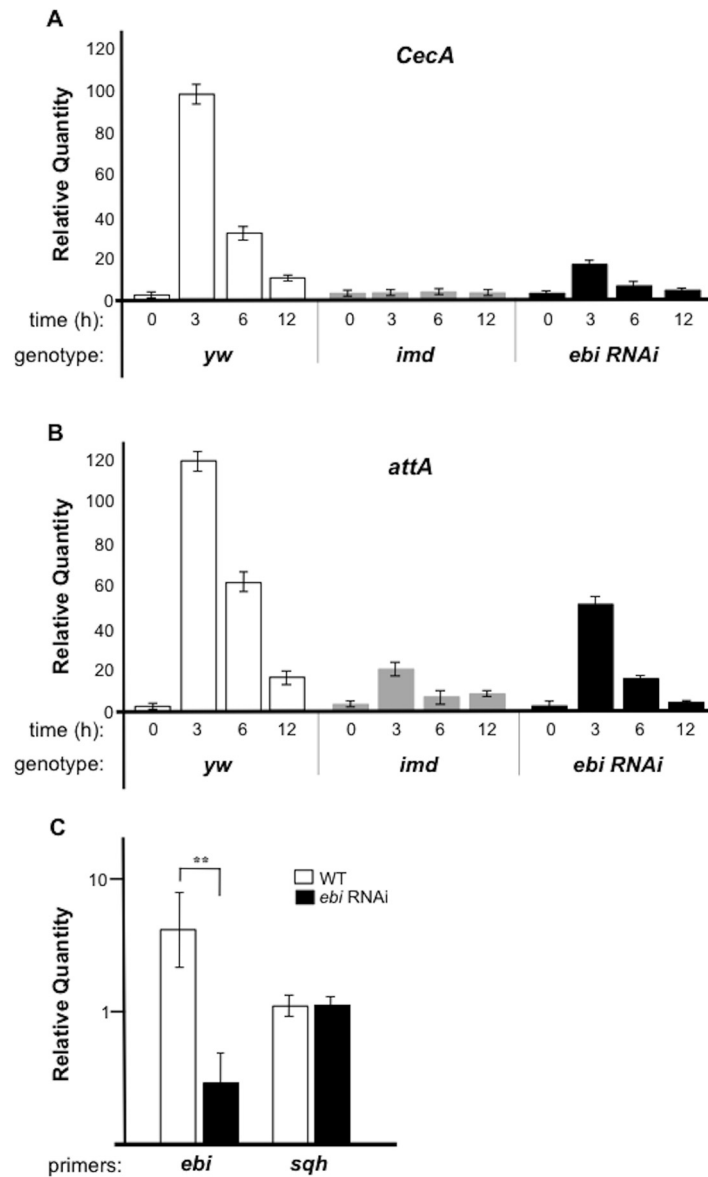 A
CecA
Relative Quantity
120
100
80
60
40
20
0
time (h): 0 3 6 12 0 3 6 12 0 3 6 12
genotype: yw imd ebi RNAi
B
attA
Relative Quantity
120
100
80
60
40
20
0
time (h): 0 3 6 12 0 3 6 12 0 3 6 12
genotype: yw imd ebi RNAi
C
**
WT
ebi RNAi
Relative Quantity
10
1
primers: ebi sqh